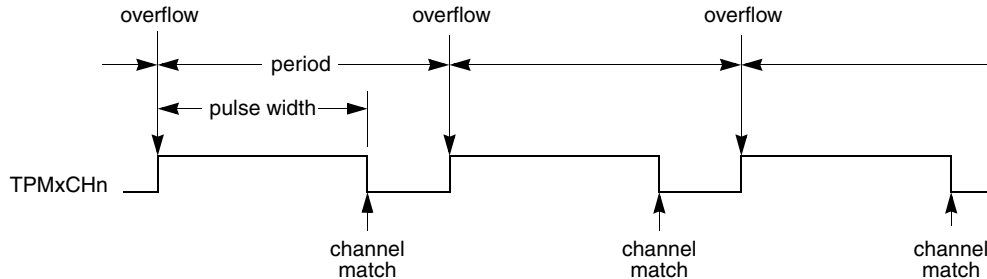 overflow overflow overflow
period
pulse width
TPMxCHn
channel match
channel match
channel match